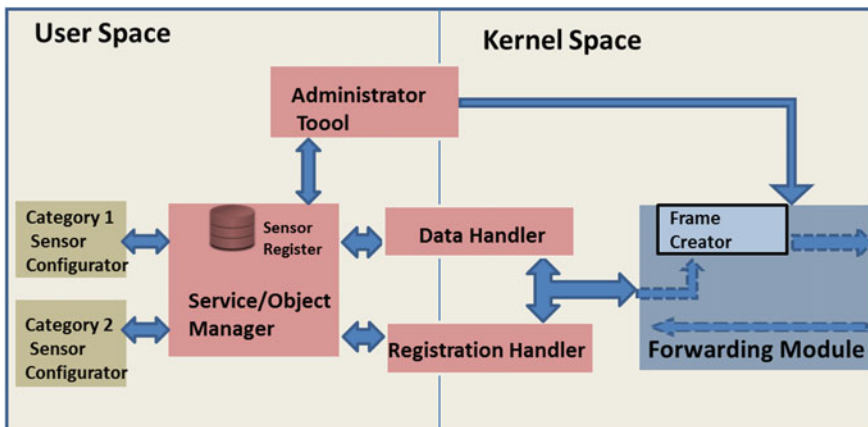 User Space
Kernel Space
Administrator
Toool
Category 1
Sensor
Configurator
Sensor
Register
Service/Object
Manager
Data Handler
Frame
Creator
Category 2
Sensor
Configurator
Registration Handler
Forwarding Module